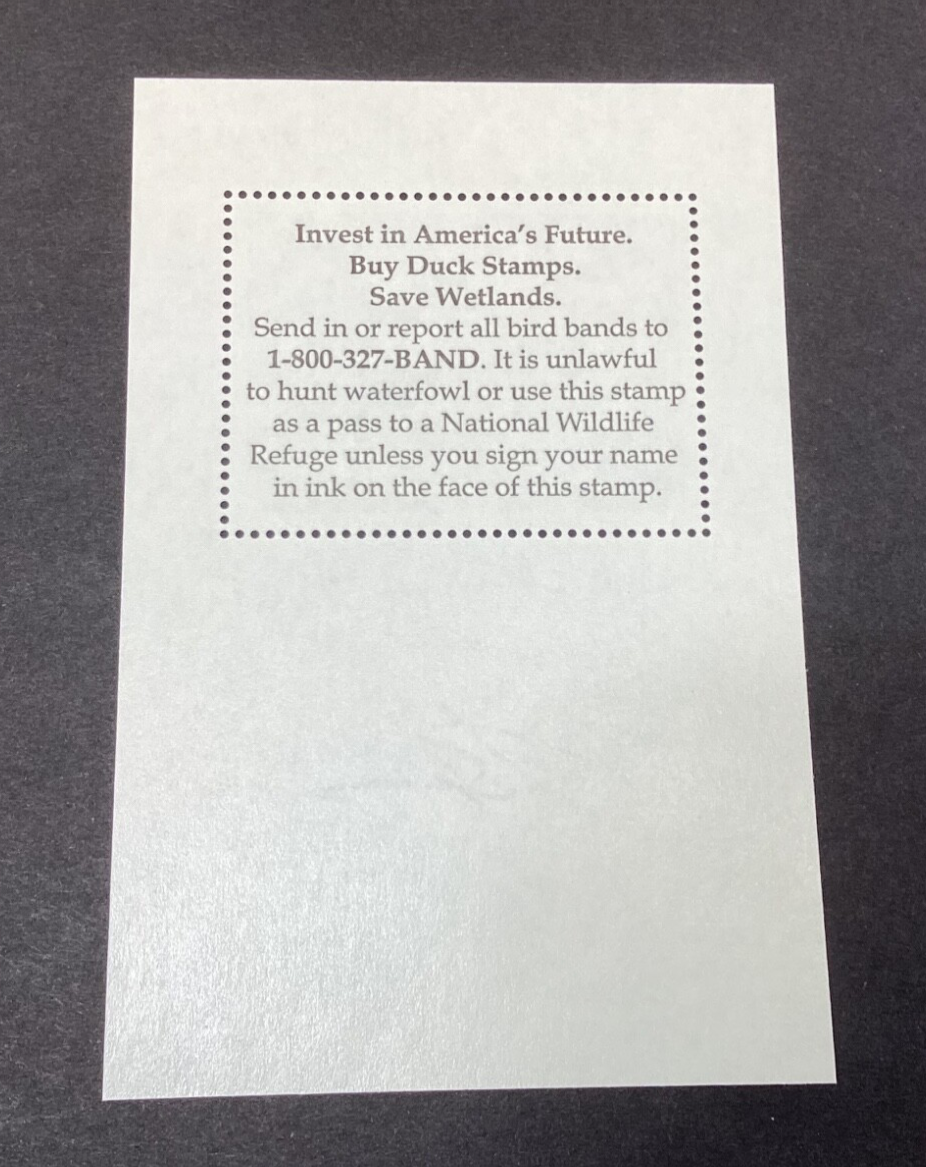 Invest in America's Future.
Buy Duck Stamps.
Save Wetlands.
Send in or report all bird bands to
1-800-327-BAND. It is unlawful
to hunt waterfowl or use this stamp
as a pass to a National Wildlife
Refuge unless you sign your name
in ink on the face of this stamp.